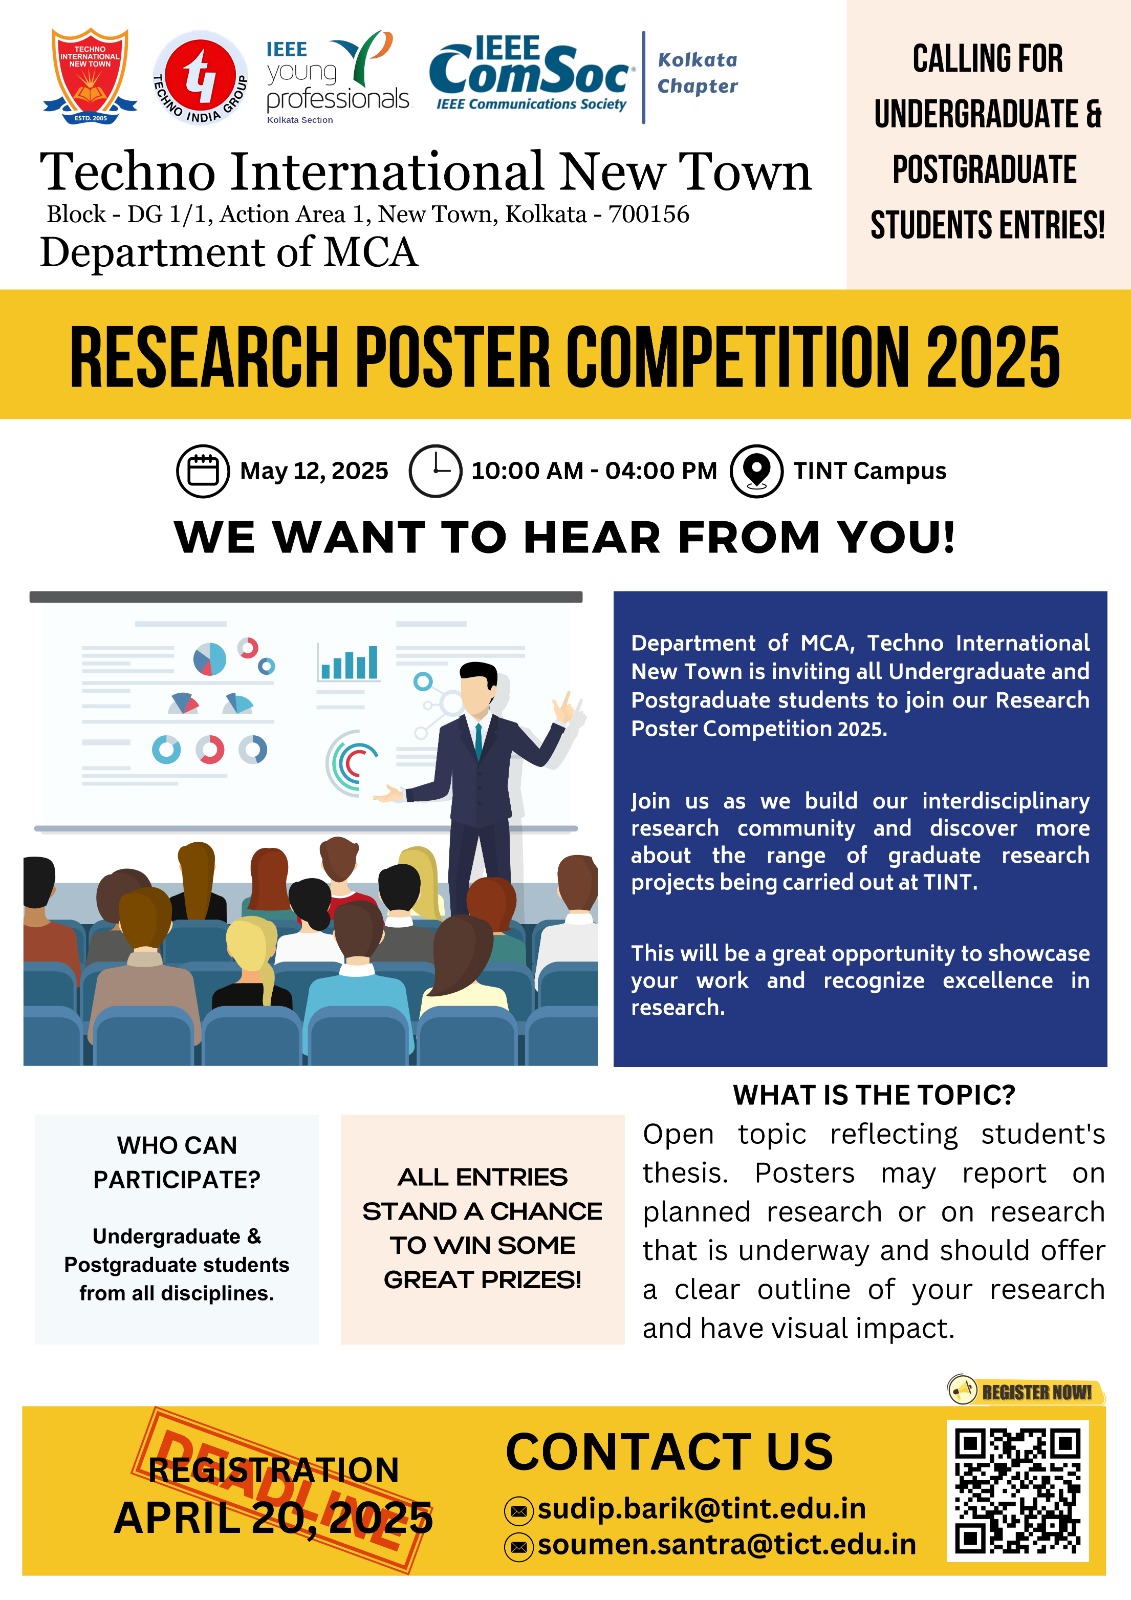 TECHNO
INTERNATIONAL
NEW TOWN
ESTD. 2005
TECHNO INDIA GROUP
IEEE
young
professionals
Kolkata Section
IEEE
ComSoc
IEEE Communications Society
Kolkata
Chapter
CALLING FOR
UNDERGRADUATE &
POSTGRADUATE
STUDENTS ENTRIES!
Techno International New Town
Block - DG 1/1, Action Area 1, New Town, Kolkata - 700156
Department of MCA
RESEARCH POSTER COMPETITION 2025
May 12, 2025 10:00 AM - 04:00 PM TINT Campus
WE WANT TO HEAR FROM YOU!
Department of MCA, Techno International
New Town is inviting all Undergraduate and
Postgraduate students to join our Research
Poster Competition 2025.
Join us as we build our interdisciplinary
research community and discover more
about the range of graduate research
projects being carried out at TINT.
This will be a great opportunity to showcase
your work and recognize excellence in
research.
WHO CAN
PARTICIPATE?
Undergraduate &
Postgraduate students
from all disciplines.
ALL ENTRIES
STAND A CHANCE
TO WIN SOME
GREAT PRIZES!
WHAT IS THE TOPIC?
Open topic reflecting student's
thesis. Posters may report on
planned research or on research
that is underway and should offer
a clear outline of your research
and have visual impact.
REGISTER NOW!
DEADLINE
REGISTRATION
APRIL 20, 2025
CONTACT US
sudip.barik@tint.edu.in
soumen.santra@tict.edu.in